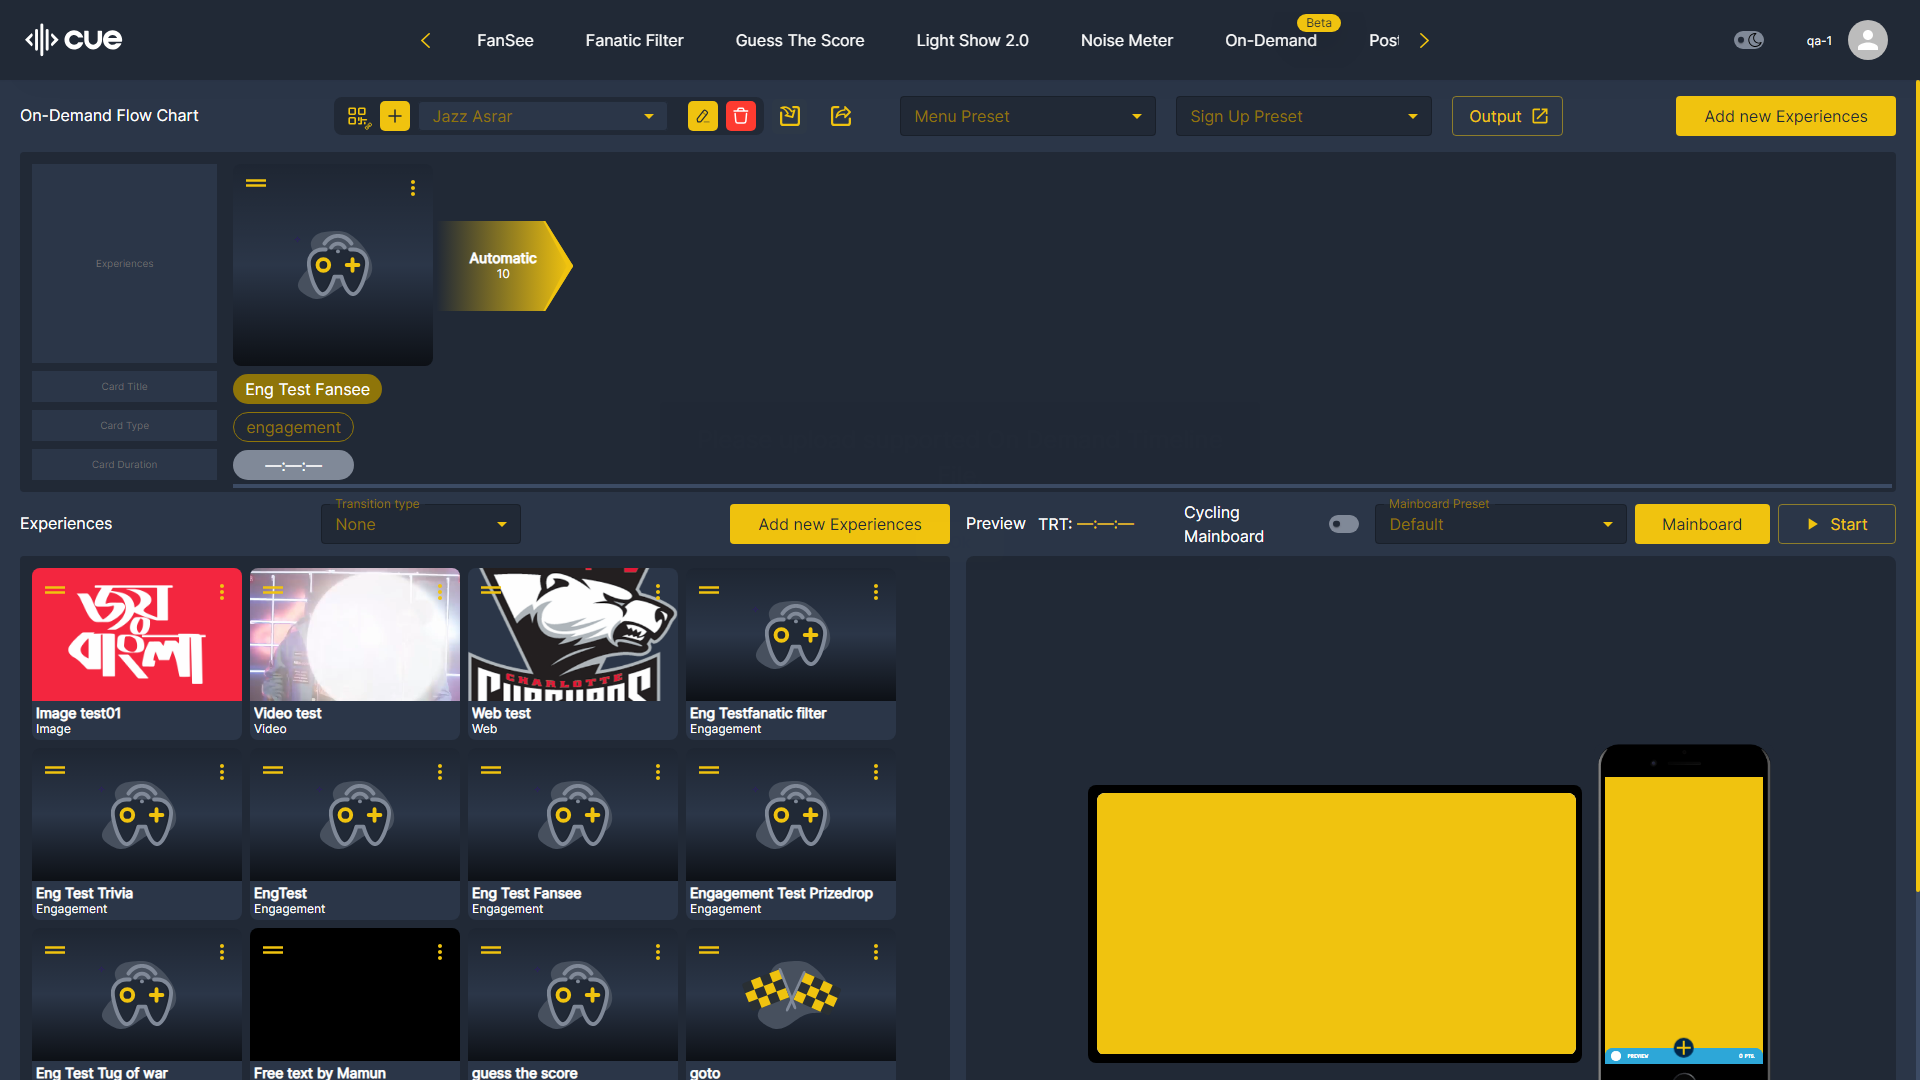 cue
FanSee
Fanatic Filter
Guess The Score
Light Show 2.0
Noise Meter
Beta
On-Demand
Post
qa-1
On-Demand Flow Chart
Jazz Asrar
Menu Preset
Sign Up Preset
Output
Add new Experiences
Experiences
Automatic
10
Card Title
Eng Test Fansee
Card Type
engagement
Card Duration
—:—:—
Experiences
Transition type
None
Add new Experiences
Preview
TRT: —:—:—
Cycling
Mainboard
Mainboard Preset
Default
Mainboard
Start
জয়
বাংলা
CHARLOTTE
Image test01
Image
Video test
Video
Web test
Web
Eng Testfanatic filter
Engagement
Eng Test Trivia
Engagement
EngTest
Engagement
Eng Test Fansee
Engagement
Engagement Test Prizedrop
Engagement
Eng Test Tug of war
Free text by Mamun
guess the score
goto
PREVIEW
0 PTS.